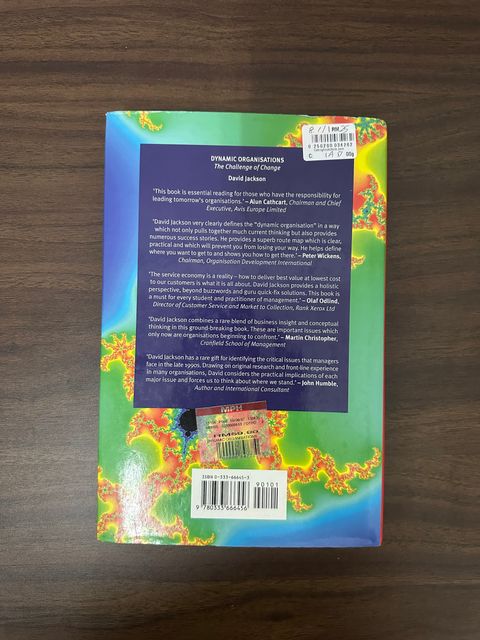 DYNAMIC ORGANISATIONS
The Challenge of Change
David Jackson
'This book is essential reading for those who have the responsibility for
leading tomorrow's organisations.' – Alun Cathcart, Chairman and Chief
Executive, Avis Europe Limited
'David Jackson very clearly defines the "dynamic organisation" in a way
which not only pulls together much current thinking but also provides
numerous success stories. He provides a superb route map which is clear,
practical and which will prevent you from losing your way. He helps define
where you want to get to and shows you how to get there.' – Peter Wickens,
Chairman, Organisation Development International
'The service economy is a reality – how to deliver best value at lowest cost
to our customers is what it is all about. David Jackson provides a holistic
perspective, beyond buzzwords and guru quick-fix solutions. This book is
a must for every student and practitioner of management.' – Olaf Odlind,
Director of Customer Service and Market to Collection, Rank Xerox Ltd
'David Jackson combines a rare blend of business insight and conceptual
thinking in this ground-breaking book. These are important issues which
only now are organisations beginning to confront.' – Martin Christopher,
Cranfield School of Management
'David Jackson has a rare gift for identifying the critical issues that managers
face in the late 1990s. Drawing on original research and front-line experience
in many organisations, David considers the practical implications of each
major issue and forces us to think about where we stand.' – John Humble,
Author and International Consultant
MPH
RM59.60
ISBN 0-333-66645-3
90101
9 780333 666456